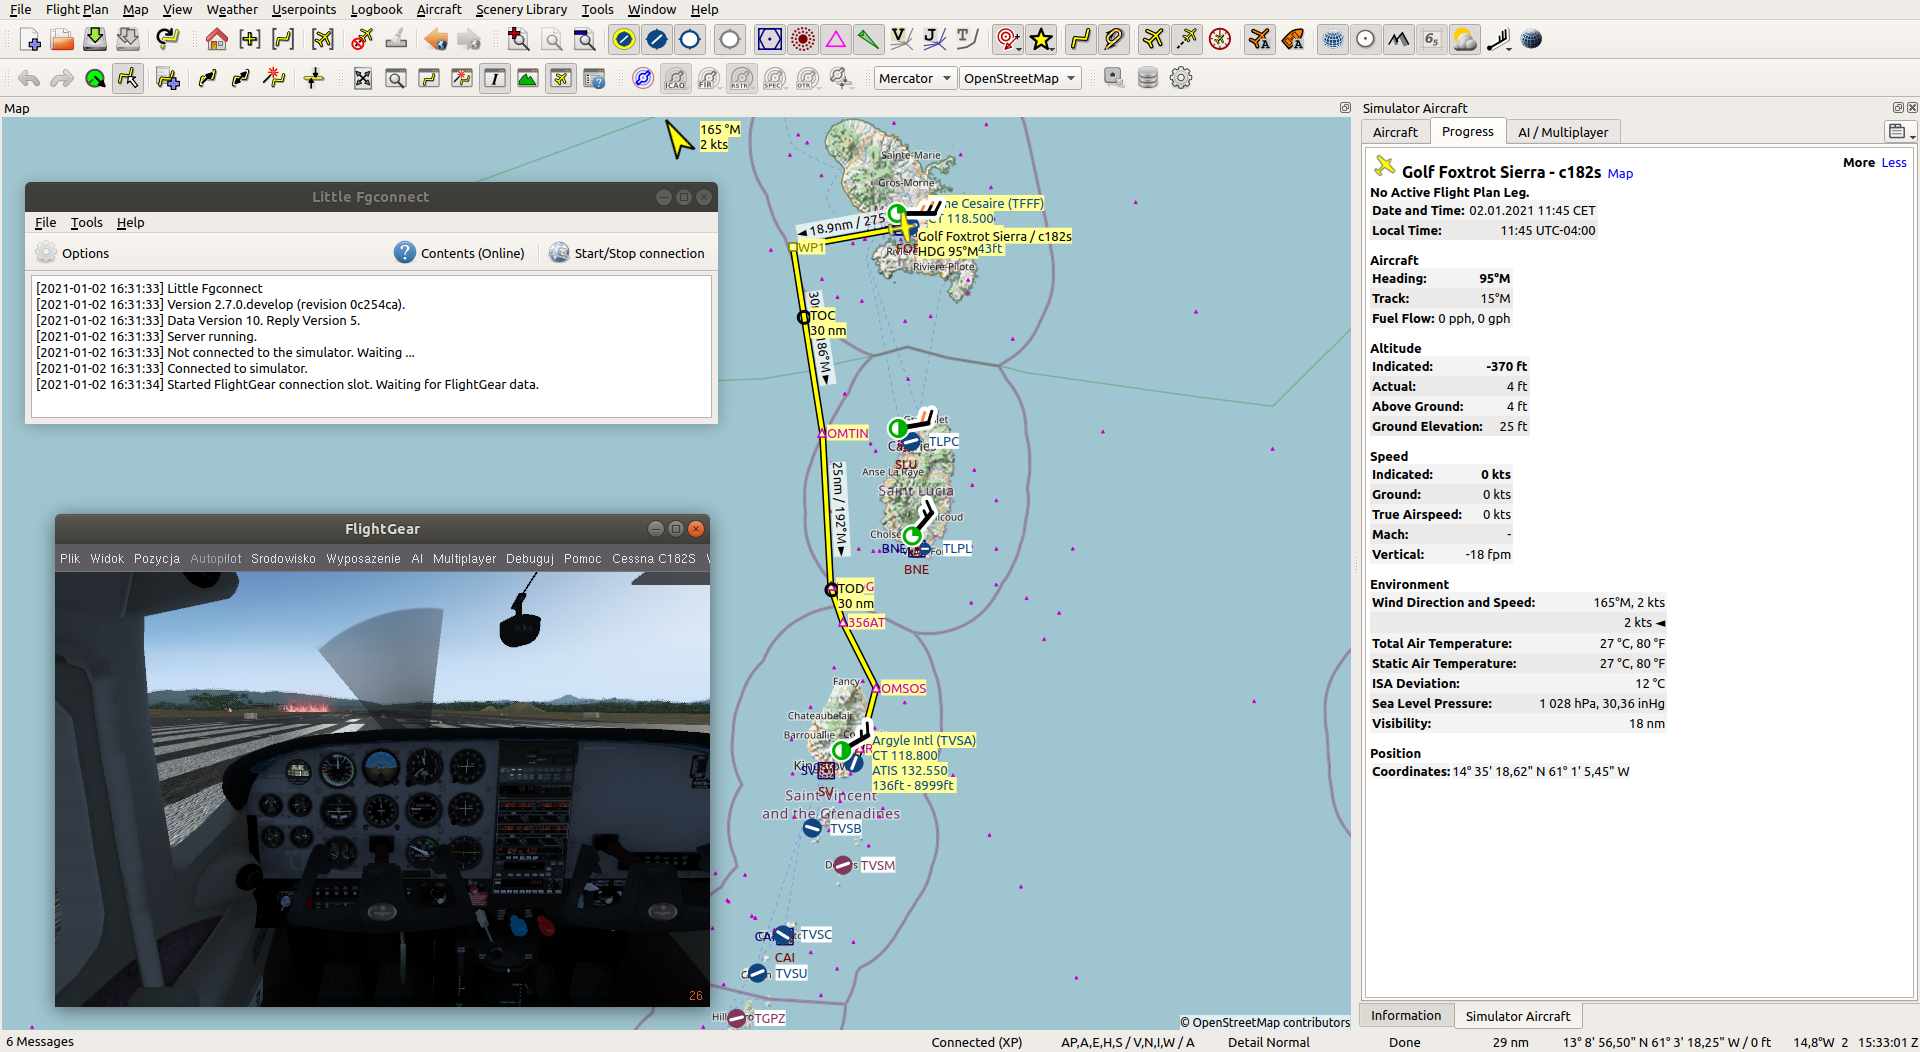 File Flight Plan Map View Weather Userpoints Logbook Aircraft Scenery Library Tools Window Help
Mercator OpenStreetMap
Map
165 °M
2 kts
Little Fgconnect
File Tools Help
Options Contents (Online) Start/Stop connection
[2021-01-02 16:31:33] Little Fgconnect
[2021-01-02 16:31:33] Version 2.7.0.develop (revision 0c254ca).
[2021-01-02 16:31:33] Data Version 10. Reply Version 5.
[2021-01-02 16:31:33] Server running.
[2021-01-02 16:31:33] Not connected to the simulator. Waiting ...
[2021-01-02 16:31:33] Connected to simulator.
[2021-01-02 16:31:34] Started FlightGear connection slot. Waiting for FlightGear data.
FlightGear
Plik Widok Pozycja Autopilot Srodowisko Wyposazenie AI Multiplayer Debuguj Pomoc Cessna C182S
26
Sainte-Marie
Gros-Morne
ne Cesaire (TFFF)
CT 118.500
18.9nm / 275
Golf Foxtrot Sierra / c182s
HDG 95°M 43ft
WP1
Rivière-Pilote
TOC
30 nm
186°M
OMTIN
TLPC
SLU
Anse La Raye
Saint Lucia
25nm / 192°M
icoud
Choise
BNE
TLPL
BNE
TOD
30 nm
356AT
OMSOS
Fancy
Chateaubelair
Barrouallie
Argyle Intl (TVSA)
CT 118.800
ATIS 132.550
136ft - 8999ft
SV
Saint Vincent
and the Grenadines
TVSB
TVSM
TVSC
CAI
TVSU
TGPZ
© OpenStreetMap contributors
Simulator Aircraft
Aircraft Progress AI / Multiplayer
More Less
Golf Foxtrot Sierra - c182s Map
No Active Flight Plan Leg.
Date and Time: 02.01.2021 11:45 CET
Local Time: 11:45 UTC-04:00
Aircraft
Heading: 95°M
Track: 15°M
Fuel Flow: 0 pph, 0 gph
Altitude
Indicated: -370 ft
Actual: 4 ft
Above Ground: 4 ft
Ground Elevation: 25 ft
Speed
Indicated: 0 kts
Ground: 0 kts
True Airspeed: 0 kts
Mach: -
Vertical: -18 fpm
Environment
Wind Direction and Speed: 165°M, 2 kts
2 kts ◄
Total Air Temperature: 27 °C, 80 °F
Static Air Temperature: 27 °C, 80 °F
ISA Deviation: 12 °C
Sea Level Pressure: 1 028 hPa, 30,36 inHg
Visibility: 18 nm
Position
Coordinates: 14° 35' 18,62" N 61° 1' 5,45" W
Information Simulator Aircraft
6 Messages Connected (XP) AP,A,E,H,S / V,N,I,W / A Detail Normal Done 29 nm 13° 8' 56,50" N 61° 3' 18,25" W / 0 ft 14,8°W 2 15:33:01 Z